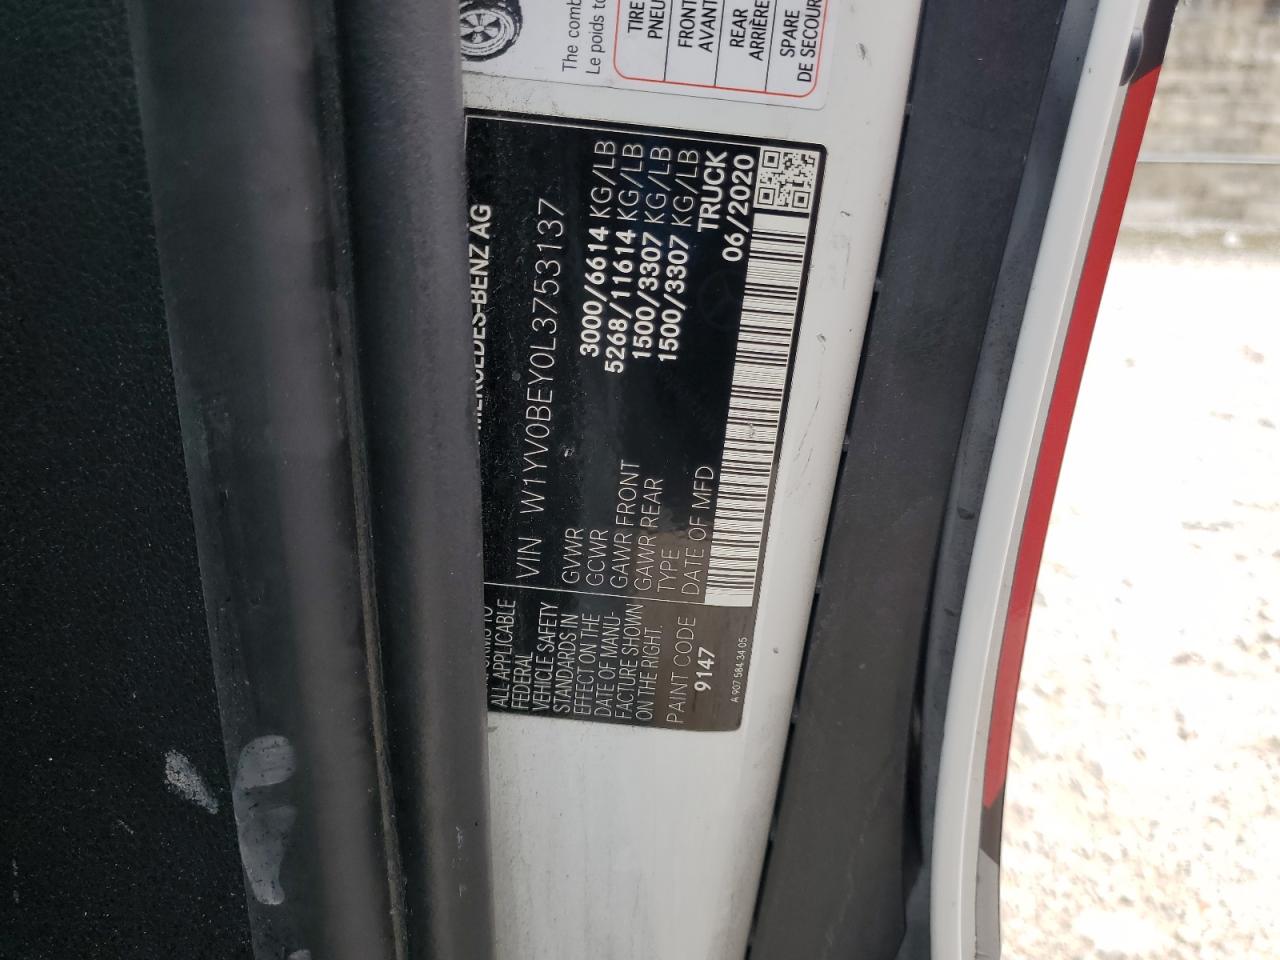 The comb
Le poids to
TIRE
PNEU
FRONT
AVANT
REAR
ARRIÈRE
SPARE
DE SECOUR
MERCEDES-BENZ AG
ALL APPLICABLE
FEDERAL
VEHICLE SAFETY
STANDARDS IN
EFFECT ON THE
DATE OF MANU-
FACTURE SHOWN
ON THE RIGHT.
VIN W1YV0BEY0L3753137
GVWR 3000/6614 KG/LB
GCWR 5268/11614 KG/LB
GAWR FRONT 1500/3307 KG/LB
GAWR REAR 1500/3307 KG/LB
TYPE TRUCK
DATE OF MFD 06/2020
PAINT CODE
9147
A 907 584 34 05